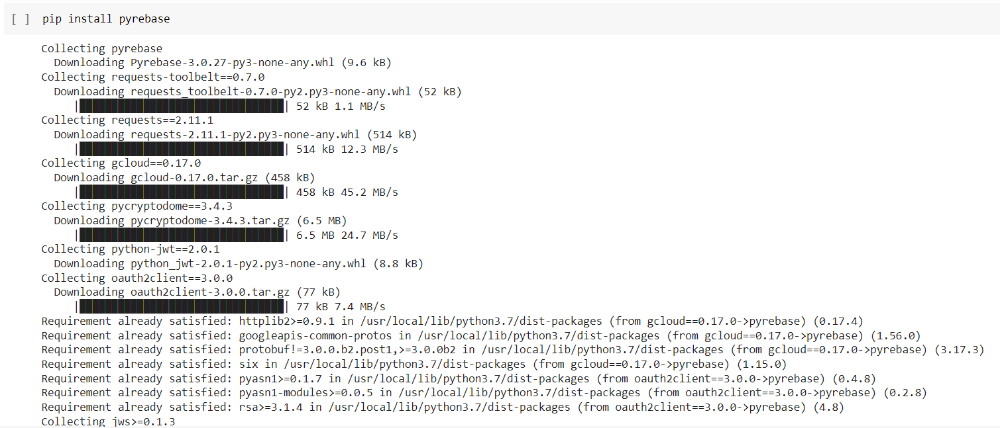 [ ] pip install pyrebase
Collecting pyrebase
Downloading Pyrebase-3.0.27-py3-none-any.whl (9.6 kB)
Collecting requests-toolbelt==0.7.0
Downloading requests_toolbelt-0.7.0-py2.py3-none-any.whl (52 kB)
|████████████████████████████████| 52 kB 1.1 MB/s
Collecting requests==2.11.1
Downloading requests-2.11.1-py2.py3-none-any.whl (514 kB)
|████████████████████████████████| 514 kB 12.3 MB/s
Collecting gcloud==0.17.0
Downloading gcloud-0.17.0.tar.gz (458 kB)
|████████████████████████████████| 458 kB 45.2 MB/s
Collecting pycryptodome==3.4.3
Downloading pycryptodome-3.4.3.tar.gz (6.5 MB)
|████████████████████████████████| 6.5 MB 24.7 MB/s
Collecting python-jwt==2.0.1
Downloading python_jwt-2.0.1-py2.py3-none-any.whl (8.8 kB)
Collecting oauth2client==3.0.0
Downloading oauth2client-3.0.0.tar.gz (77 kB)
|████████████████████████████████| 77 kB 7.4 MB/s
Requirement already satisfied: httplib2>=0.9.1 in /usr/local/lib/python3.7/dist-packages (from gcloud==0.17.0->pyrebase) (0.17.4)
Requirement already satisfied: googleapis-common-protos in /usr/local/lib/python3.7/dist-packages (from gcloud==0.17.0->pyrebase) (1.56.0)
Requirement already satisfied: protobuf!=3.0.0.b2.post1,>=3.0.0b2 in /usr/local/lib/python3.7/dist-packages (from gcloud==0.17.0->pyrebase) (3.17.3)
Requirement already satisfied: six in /usr/local/lib/python3.7/dist-packages (from gcloud==0.17.0->pyrebase) (1.15.0)
Requirement already satisfied: pyasn1>=0.1.7 in /usr/local/lib/python3.7/dist-packages (from oauth2client==3.0.0->pyrebase) (0.4.8)
Requirement already satisfied: pyasn1-modules>=0.0.5 in /usr/local/lib/python3.7/dist-packages (from oauth2client==3.0.0->pyrebase) (0.2.8)
Requirement already satisfied: rsa>=3.1.4 in /usr/local/lib/python3.7/dist-packages (from oauth2client==3.0.0->pyrebase) (4.8)
Collecting jws>=0.1.3